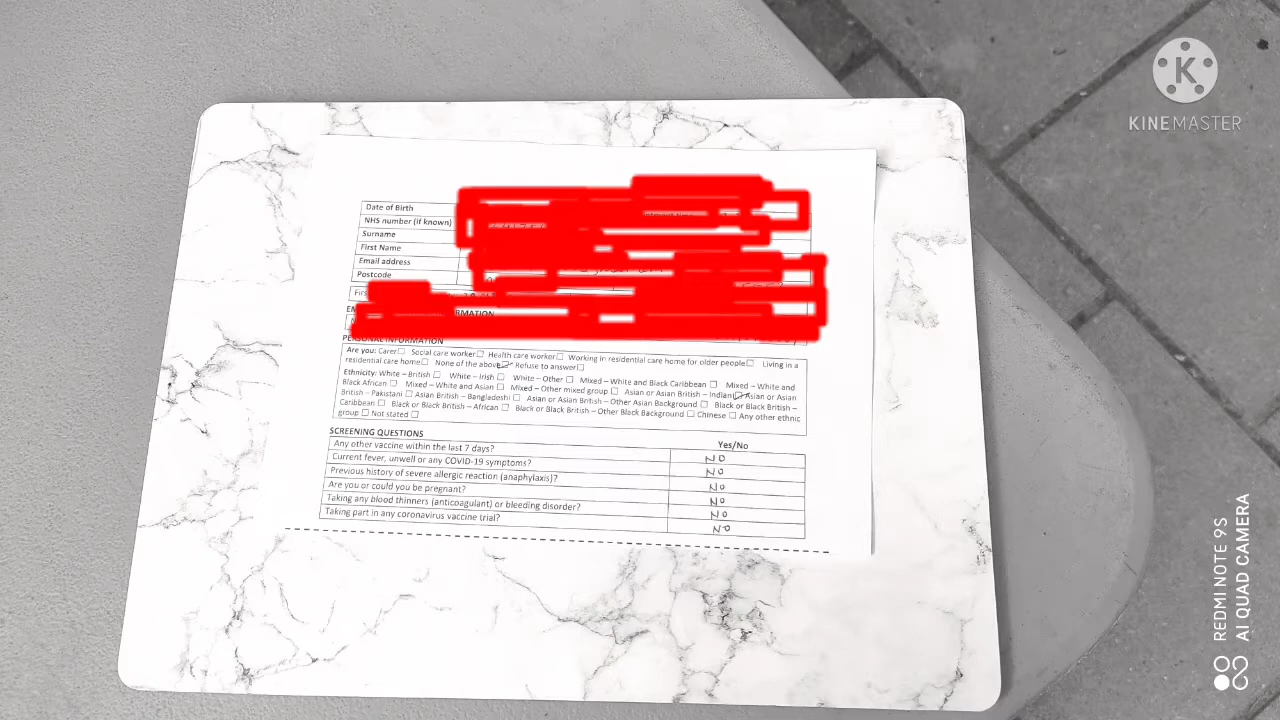 KINEMASTER
Date of Birth
NHS number (if known)
Surname
First Name
Email address
Postcode
PERSONAL INFORMATION
Are you: Carer☐ Social care worker☐ Health care worker☐ Working in residential care home for older people☐ Living in a
residential care home☐ None of the above☑ Refuse to answer☐
Ethnicity: White – British ☐ White – Irish ☐ White – Other ☐ Mixed – White and Black Caribbean ☐ Mixed – White and
Black African ☐ Mixed – White and Asian ☐ Mixed – Other mixed group ☐ Asian or Asian British – Indian☑ Asian or Asian
British – Pakistani ☐ Asian or Asian British – Bangladeshi ☐ Asian or Asian British – Other Asian Background ☐ Black or Black British –
Caribbean ☐ Black or Black British – African ☐ Black or Black British – Other Black Background ☐ Chinese ☐ Any other ethnic
group ☐ Not stated ☐
SCREENING QUESTIONS Yes/No
Any other vaccine within the last 7 days? NO
Current fever, unwell or any COVID-19 symptoms? NO
Previous history of severe allergic reaction (anaphylaxis)? No
Are you or could you be pregnant? No
Taking any blood thinners (anticoagulant) or bleeding disorder? NO
Taking part in any coronavirus vaccine trial? NO
REDMI NOTE 9S
AI QUAD CAMERA